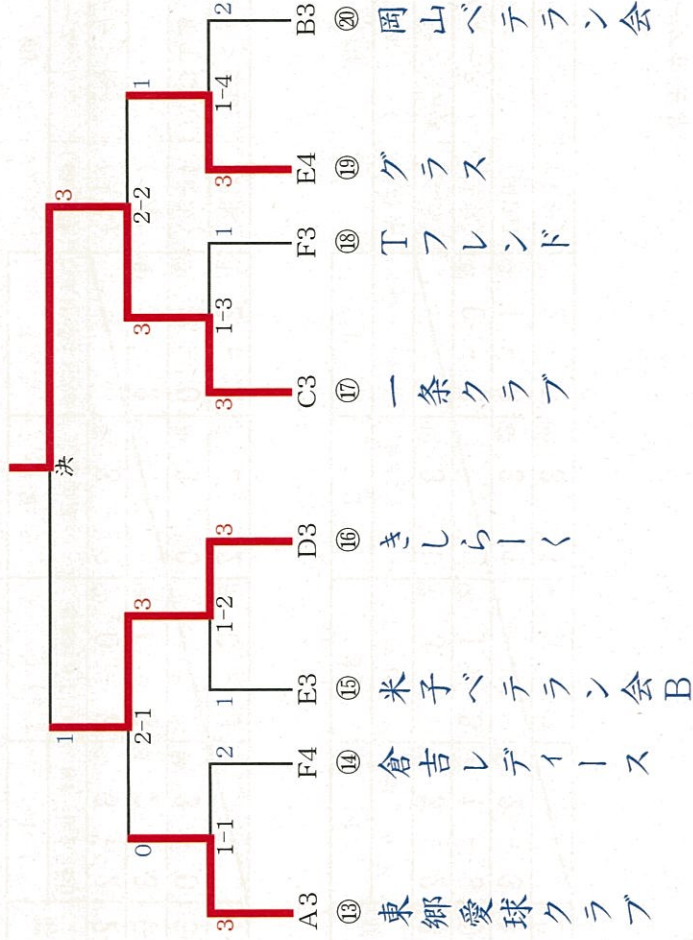 決
3
1
2-2
2-1
1
3
3
0
1-4
1-3
1-2
1-1
2
3
1
3
3
1
2
3
B3 ⑳ 岡山ベテラン会
E4 ⑲ グラス
F3 ⑱ Tフレンド
C3 ⑰ 一条クラブ
D3 ⑯ きしらーく
E3 ⑮ 米子ベテラン会B
F4 ⑭ 倉吉レディース
A3 ⑬ 東郷愛球クラブ